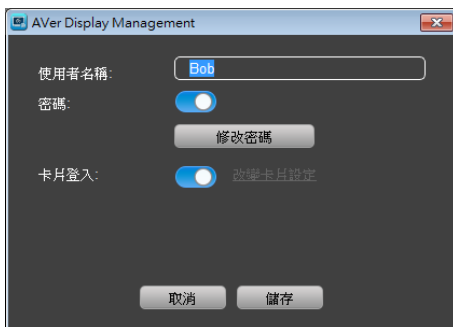 AVer Display Management
使用者名稱: Bob
密碼:
修改密碼
卡片登入: 改變卡片設定
取消 儲存